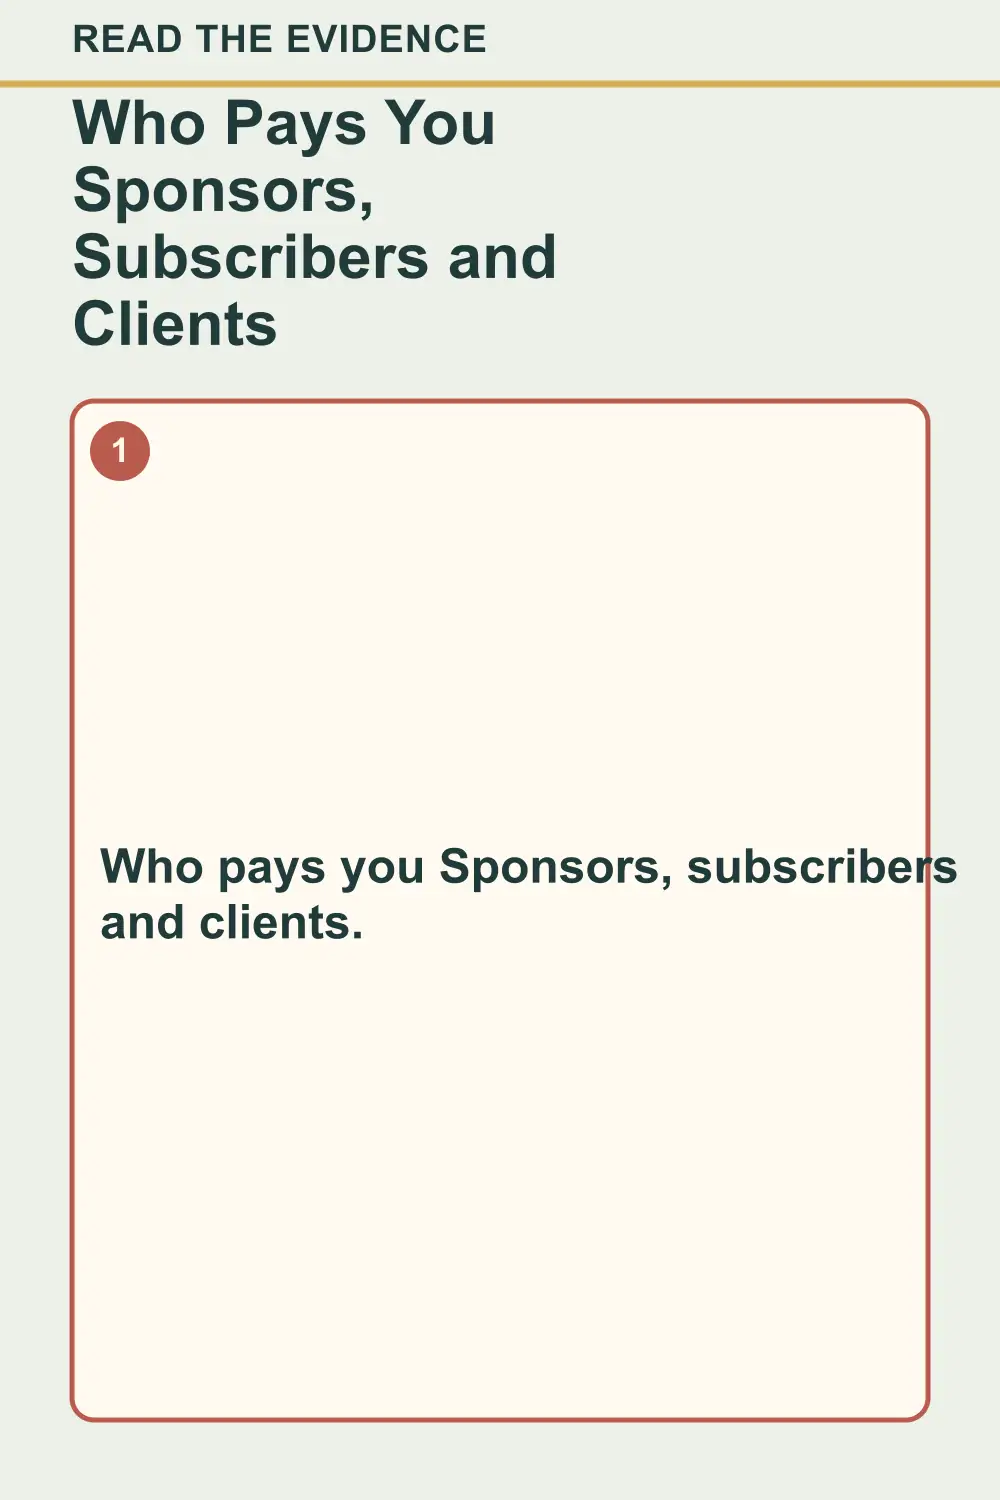 READ THE EVIDENCE
Who Pays You
Sponsors,
Subscribers and
Clients
1
Who pays you Sponsors, subscribers
and clients.